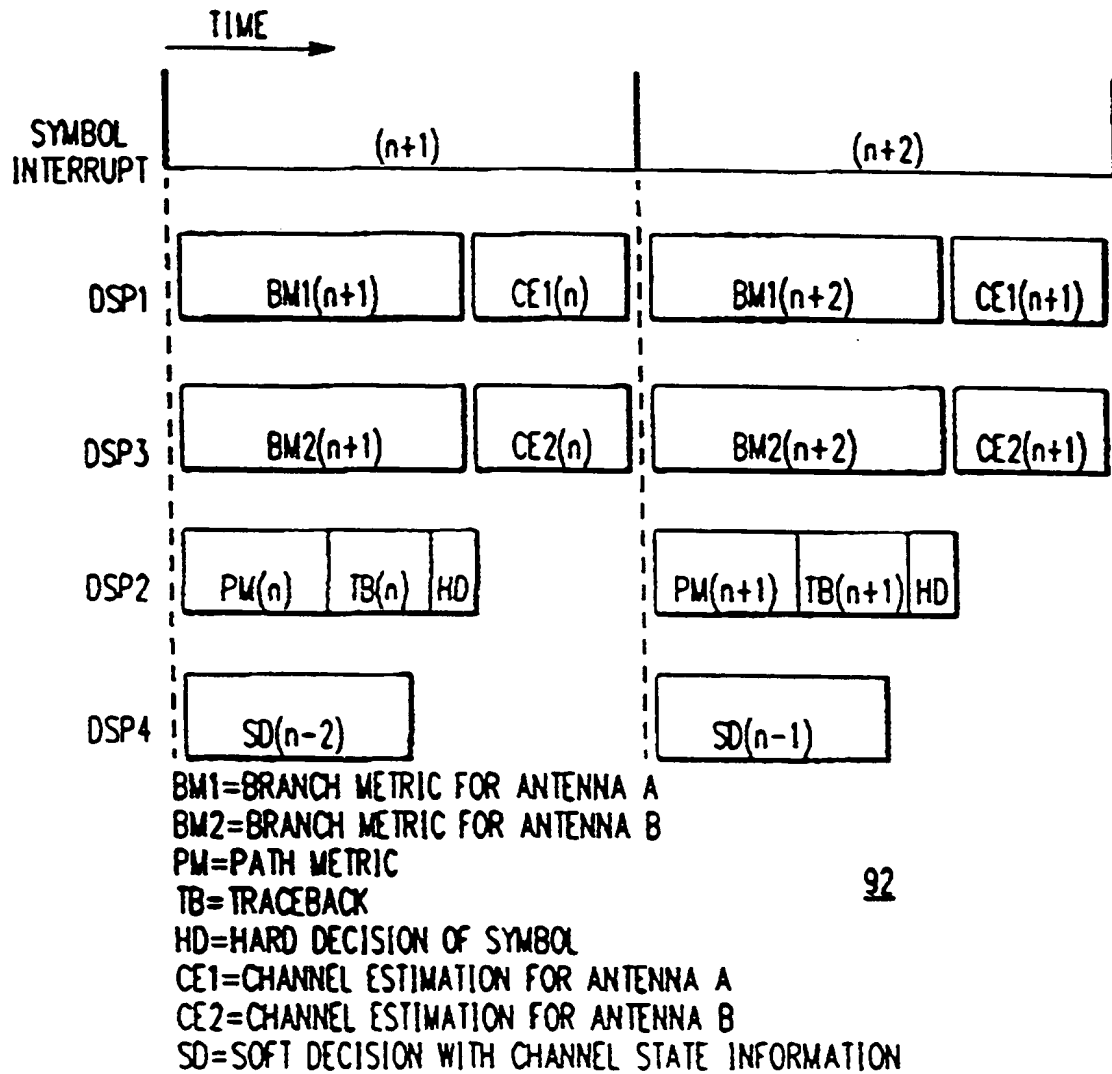 TIME
SYMBOL
INTERRUPT
(n+1)
(n+2)
DSP1
BM1(n+1)
CE1(n)
BM1(n+2)
CE1(n+1)
DSP3
BM2(n+1)
CE2(n)
BM2(n+2)
CE2(n+1)
DSP2
PM(n)
TB(n)
HD
PM(n+1)
TB(n+1)
HD
DSP4
SD(n-2)
SD(n-1)
BM1=BRANCH METRIC FOR ANTENNA A
BM2=BRANCH METRIC FOR ANTENNA B
PM=PATH METRIC
TB=TRACEBACK
HD=HARD DECISION OF SYMBOL
CE1=CHANNEL ESTIMATION FOR ANTENNA A
CE2=CHANNEL ESTIMATION FOR ANTENNA B
SD=SOFT DECISION WITH CHANNEL STATE INFORMATION
92